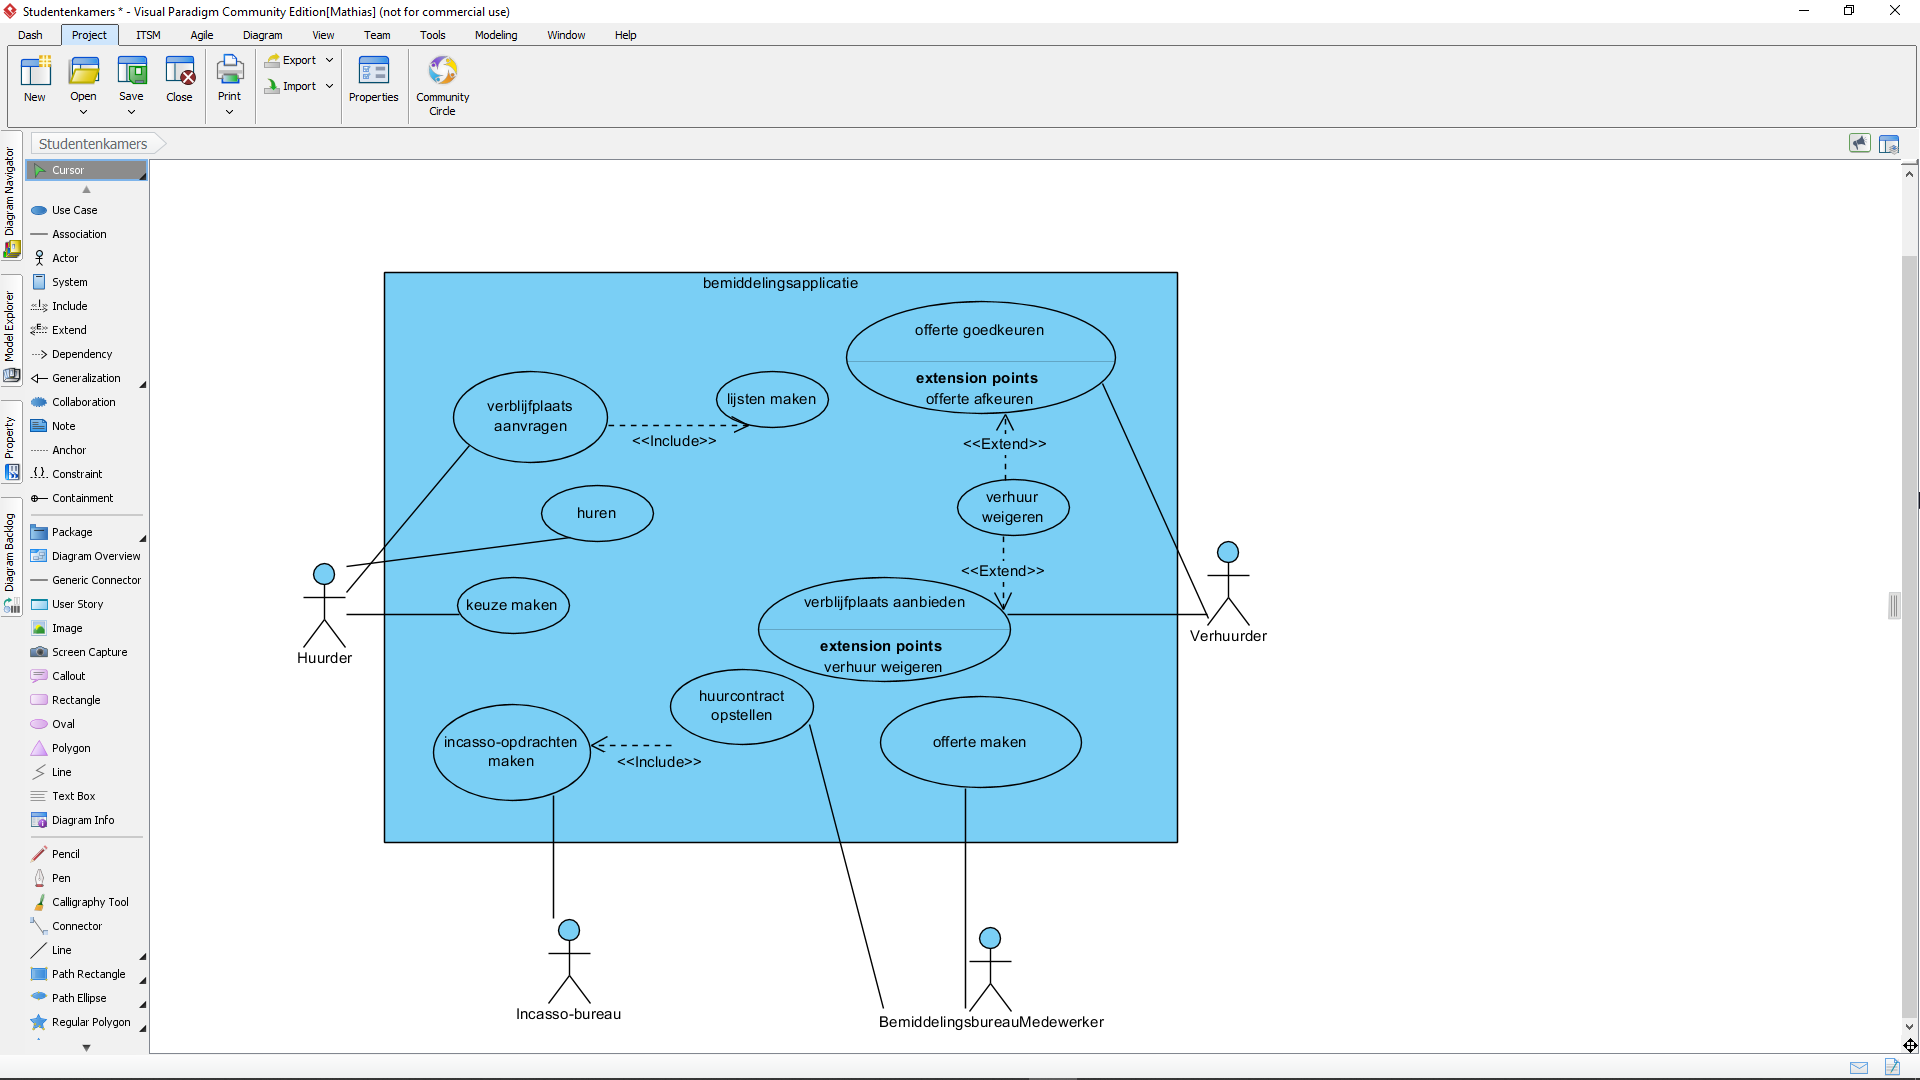 Studentenkamers * - Visual Paradigm Community Edition[Mathias] (not for commercial use)
Dash Project ITSM Agile Diagram View Team Tools Modeling Window Help
New Open Save Close Print Export Import Properties Community Circle
Studentenkamers
Diagram Navigator
Model Explorer
Property
Diagram Backlog
Cursor
Use Case
Association
Actor
System
Include
Extend
Dependency
Generalization
Collaboration
Note
Anchor
Constraint
Containment
Package
Diagram Overview
Generic Connector
User Story
Image
Screen Capture
Callout
Rectangle
Oval
Polygon
Line
Text Box
Diagram Info
Pencil
Pen
Calligraphy Tool
Connector
Line
Path Rectangle
Path Ellipse
Regular Polygon
bemiddelingsapplicatie
offerte goedkeuren
extension points
offerte afkeuren
verblijfplaats
aanvragen
lijsten maken
<<Include>>
<<Extend>>
huren
verhuur
weigeren
<<Extend>>
keuze maken
verblijfplaats aanbieden
extension points
verhuur weigeren
Huurder
Verhuurder
huurcontract
opstellen
incasso-opdrachten
maken
<<Include>>
offerte maken
Incasso-bureau
BemiddelingsbureauMedewerker